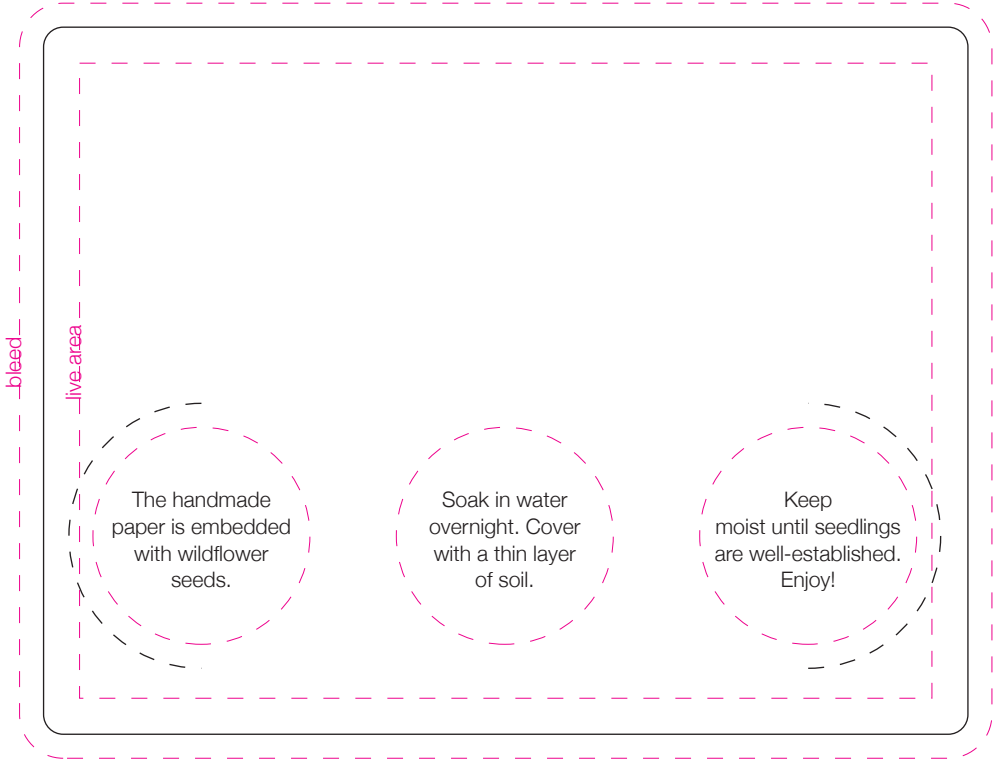 bleed
live area
The handmade
paper is embedded
with wildflower
seeds.
Soak in water
overnight. Cover
with a thin layer
of soil.
Keep
moist until seedlings
are well-established.
Enjoy!